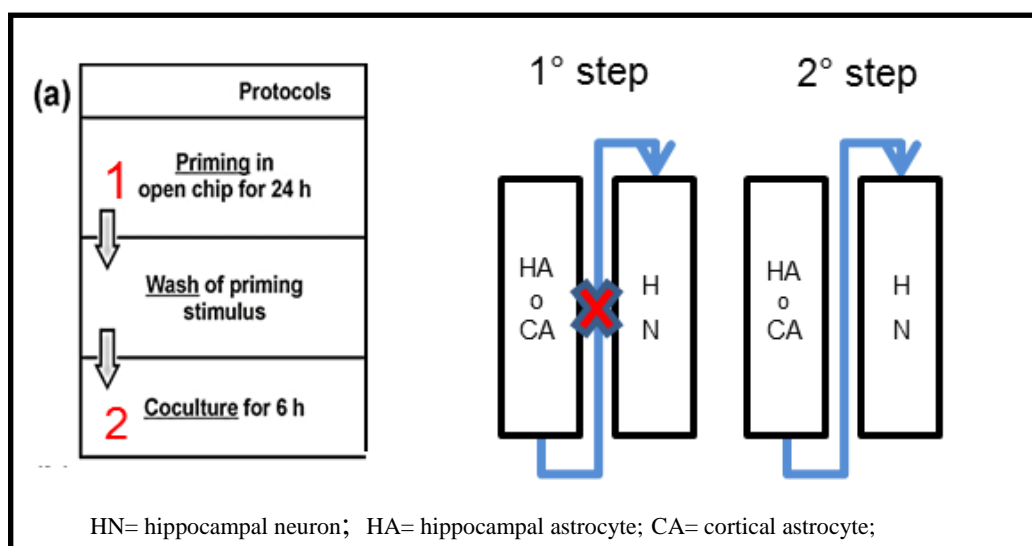 (a)
Protocols
1
Priming in
open chip for 24 h
Wash of priming
stimulus
2
Coculture for 6 h
1° step
2° step
HA
o
CA
H
N
HA
o
CA
H
N
HN= hippocampal neuron; HA= hippocampal astrocyte; CA= cortical astrocyte;